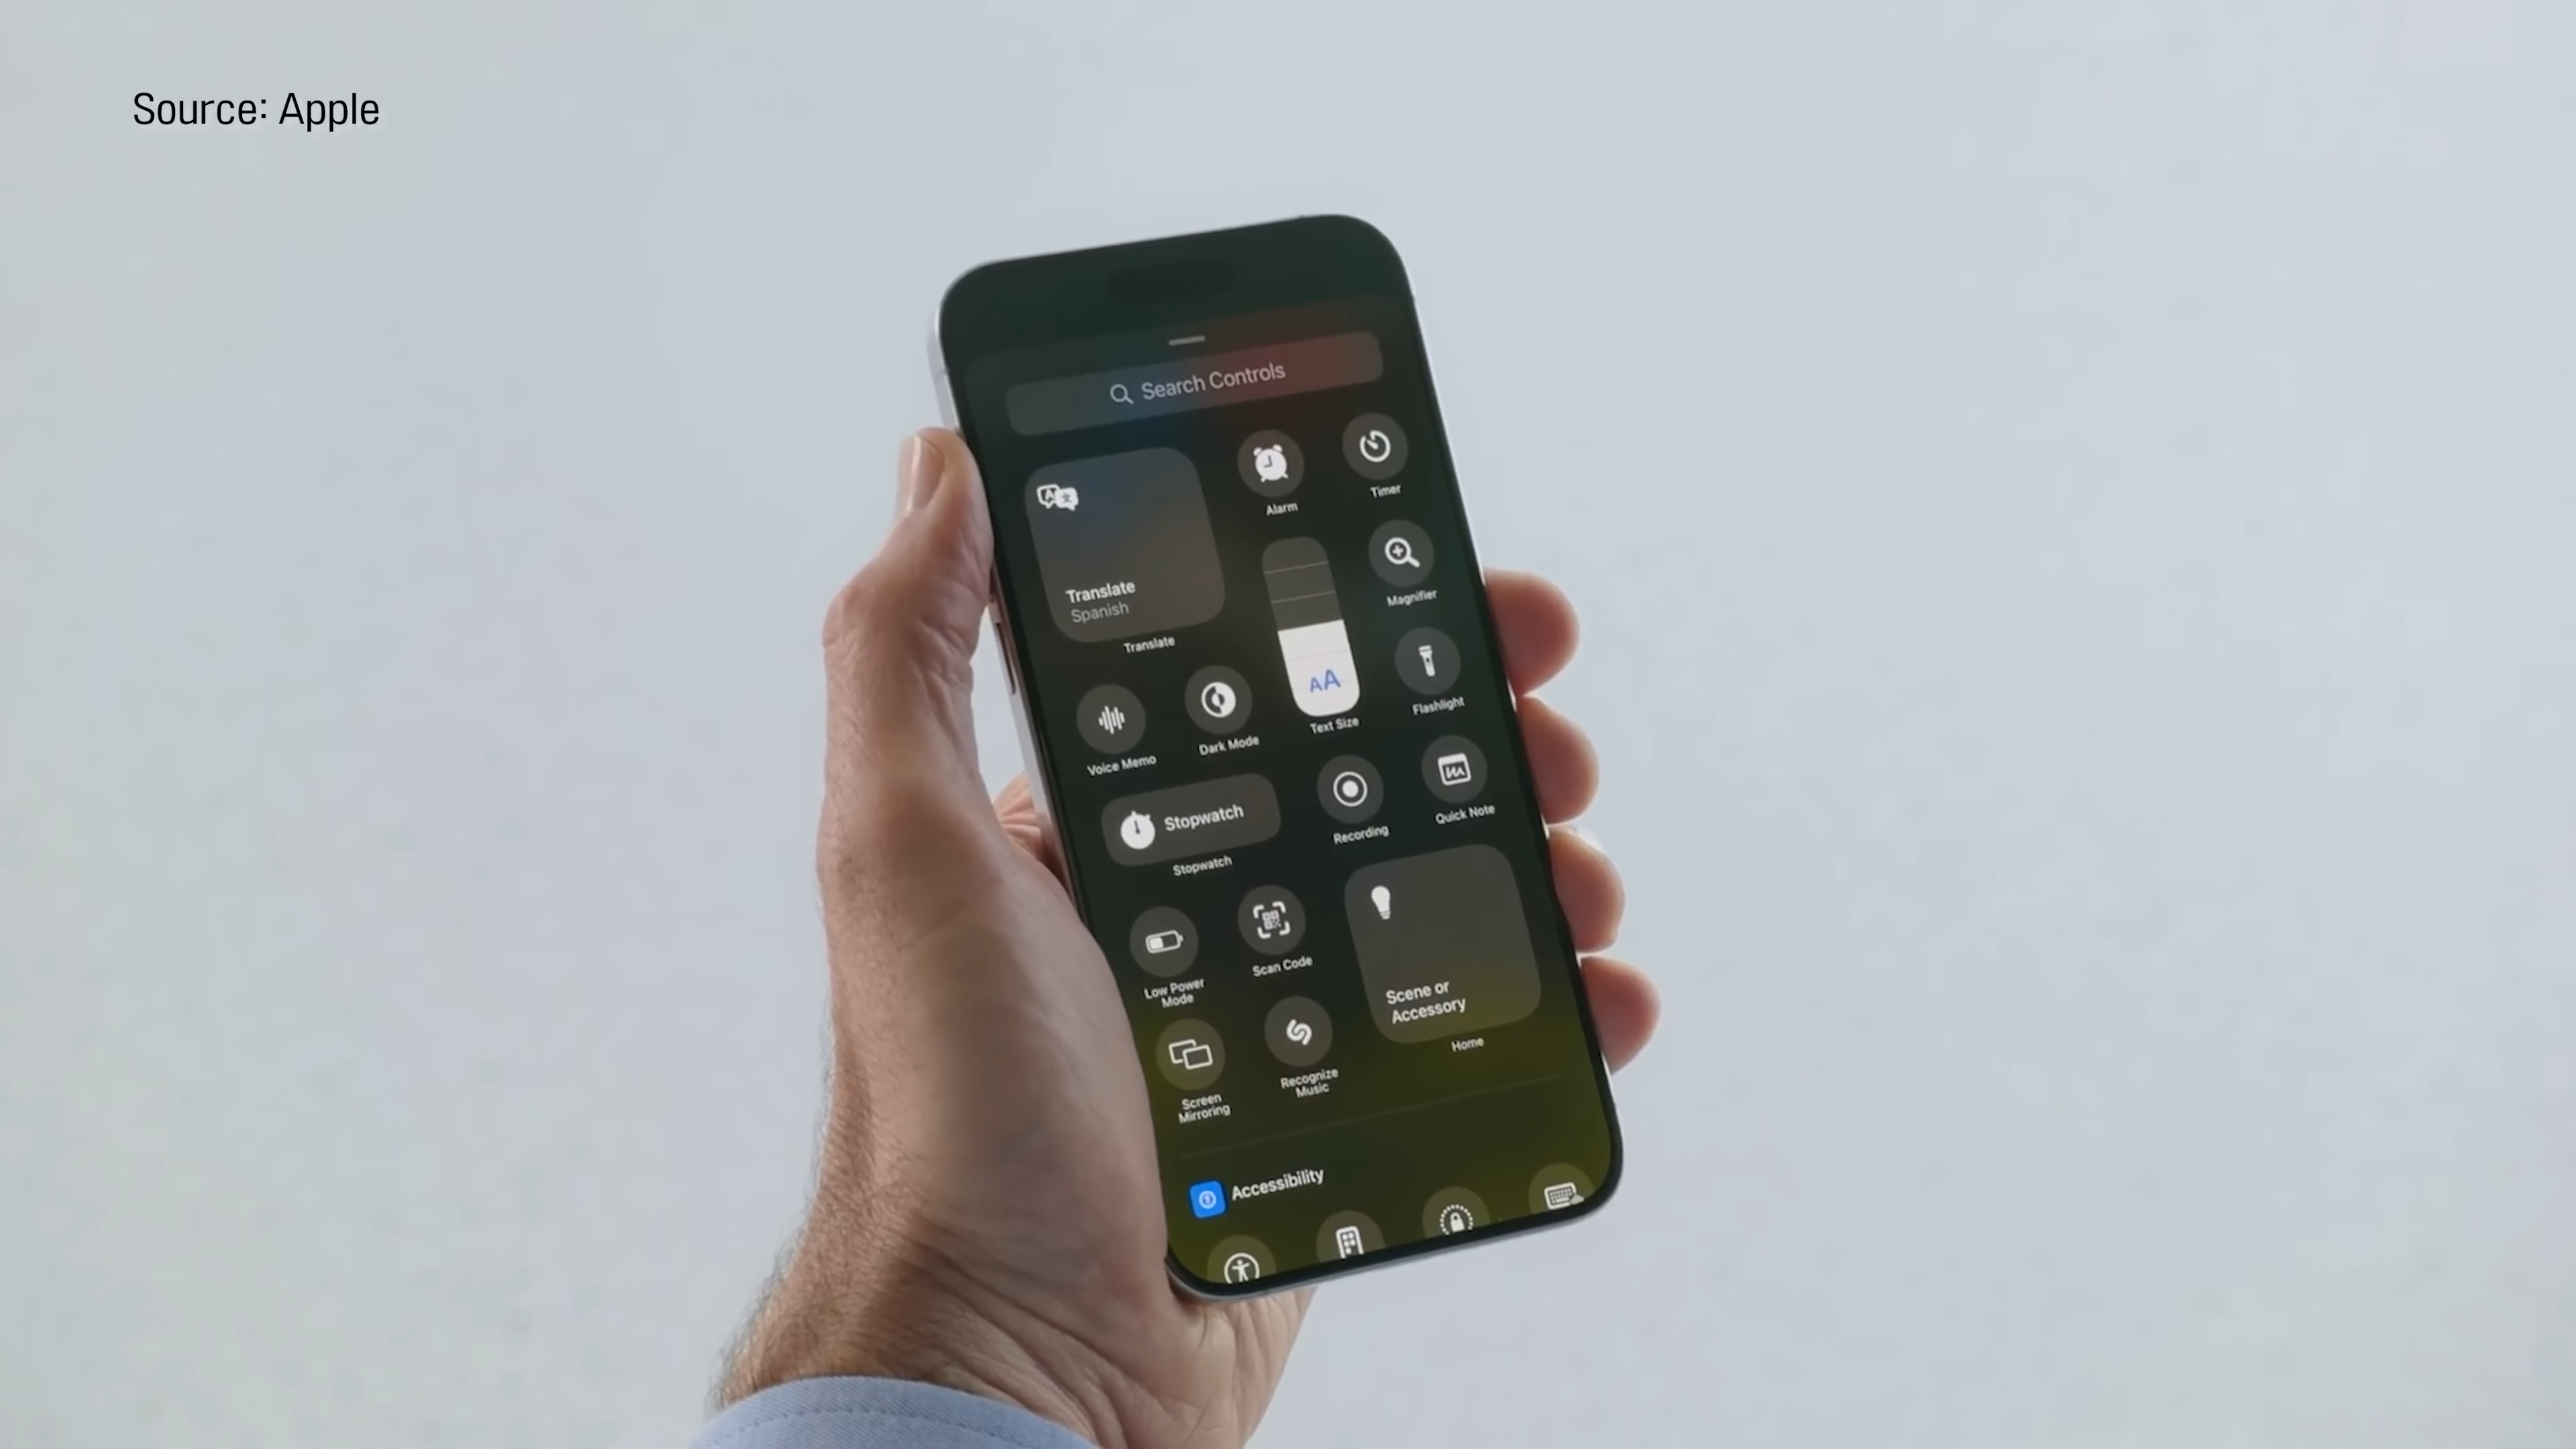 Source: Apple
Search Controls
Alarm
Timer
Translate
Spanish
Translate
Magnifier
AA
Text Size
Flashlight
Voice Memo
Dark Mode
Stopwatch
Stopwatch
Recording
Quick Note
Low Power
Mode
Scan Code
Scene or
Accessory
Home
Screen
Mirroring
Recognize
Music
Accessibility